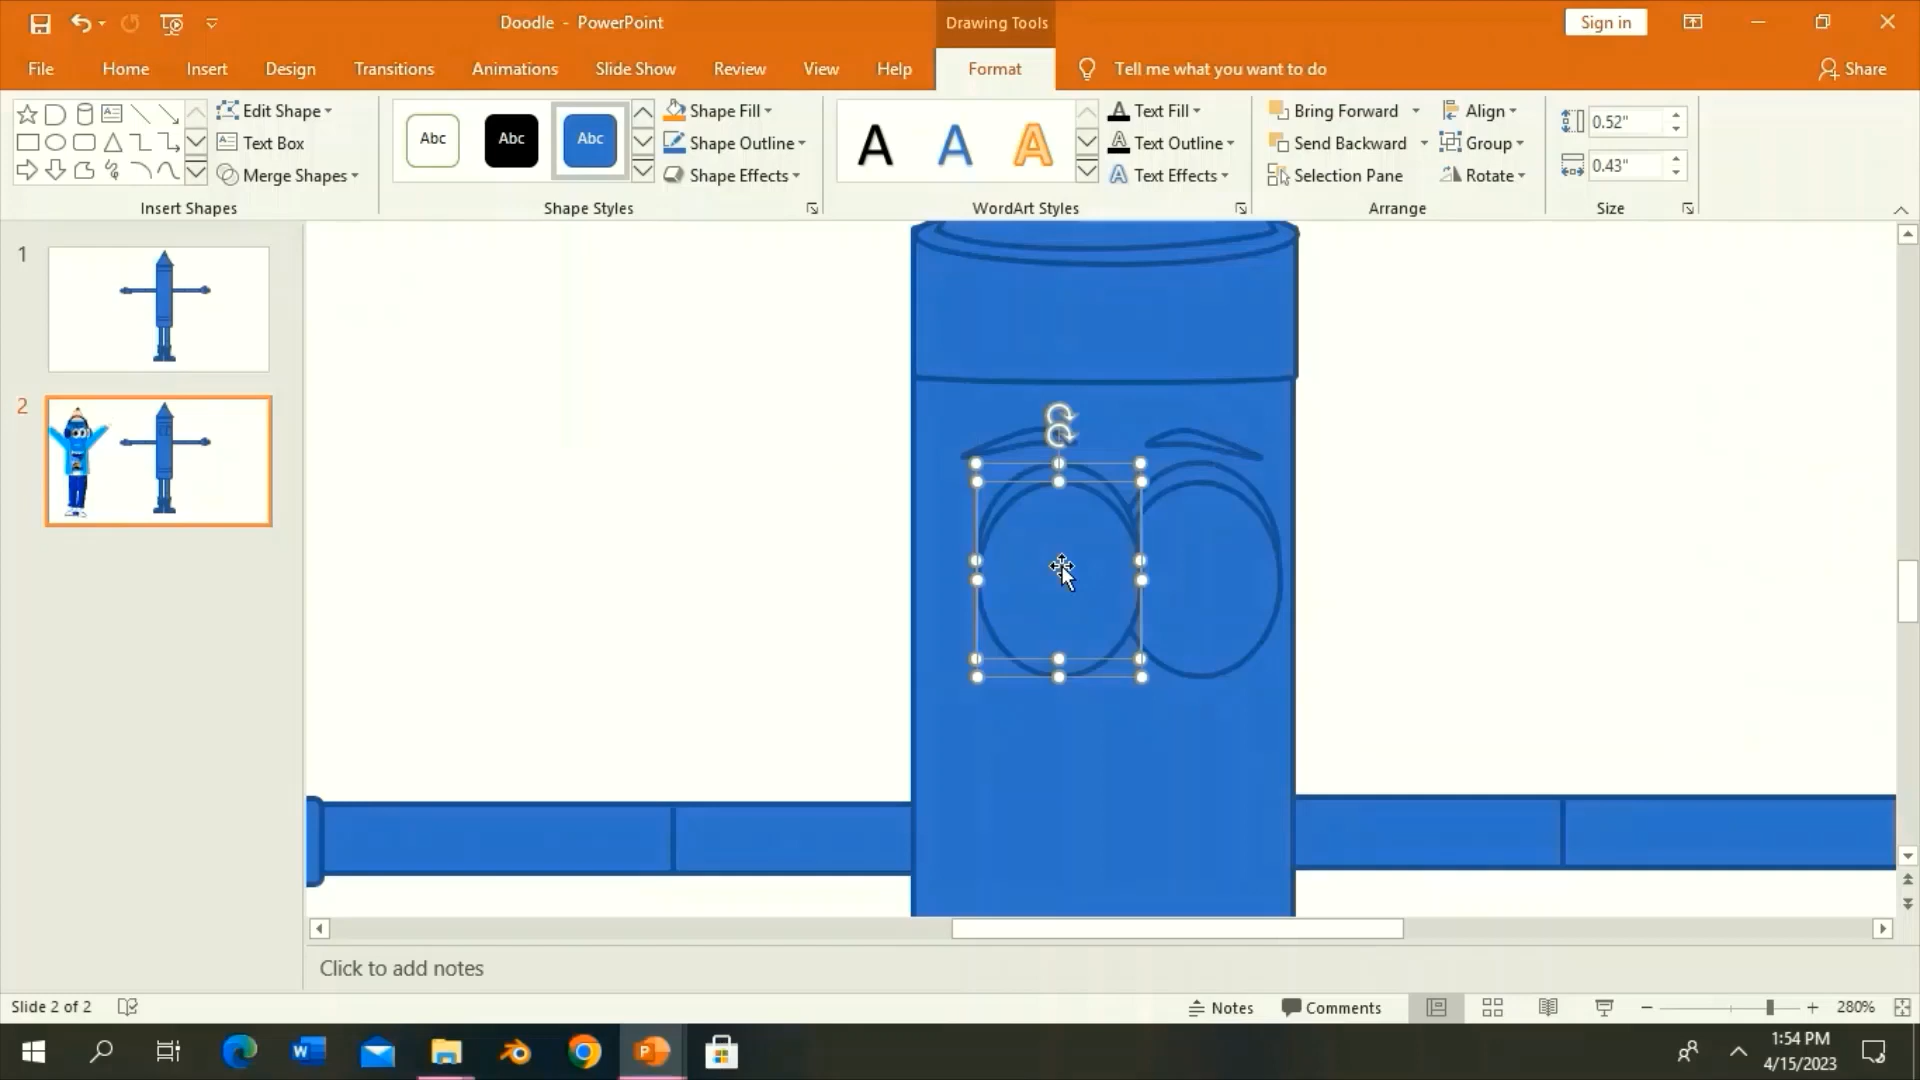 Doodle - PowerPoint
Drawing Tools
Sign in
File
Home
Insert
Design
Transitions
Animations
Slide Show
Review
View
Help
Format
Tell me what you want to do
Share
Edit Shape
Text Box
Merge Shapes
Insert Shapes
Abc
Abc
Abc
Shape Fill
Shape Outline
Shape Effects
Shape Styles
A
A
A
Text Fill
Text Outline
Text Effects
WordArt Styles
Bring Forward
Send Backward
Selection Pane
Align
Group
Rotate
Arrange
0.52"
0.43"
Size
1
2
Click to add notes
Slide 2 of 2
Notes
Comments
280%
1:54 PM
4/15/2023